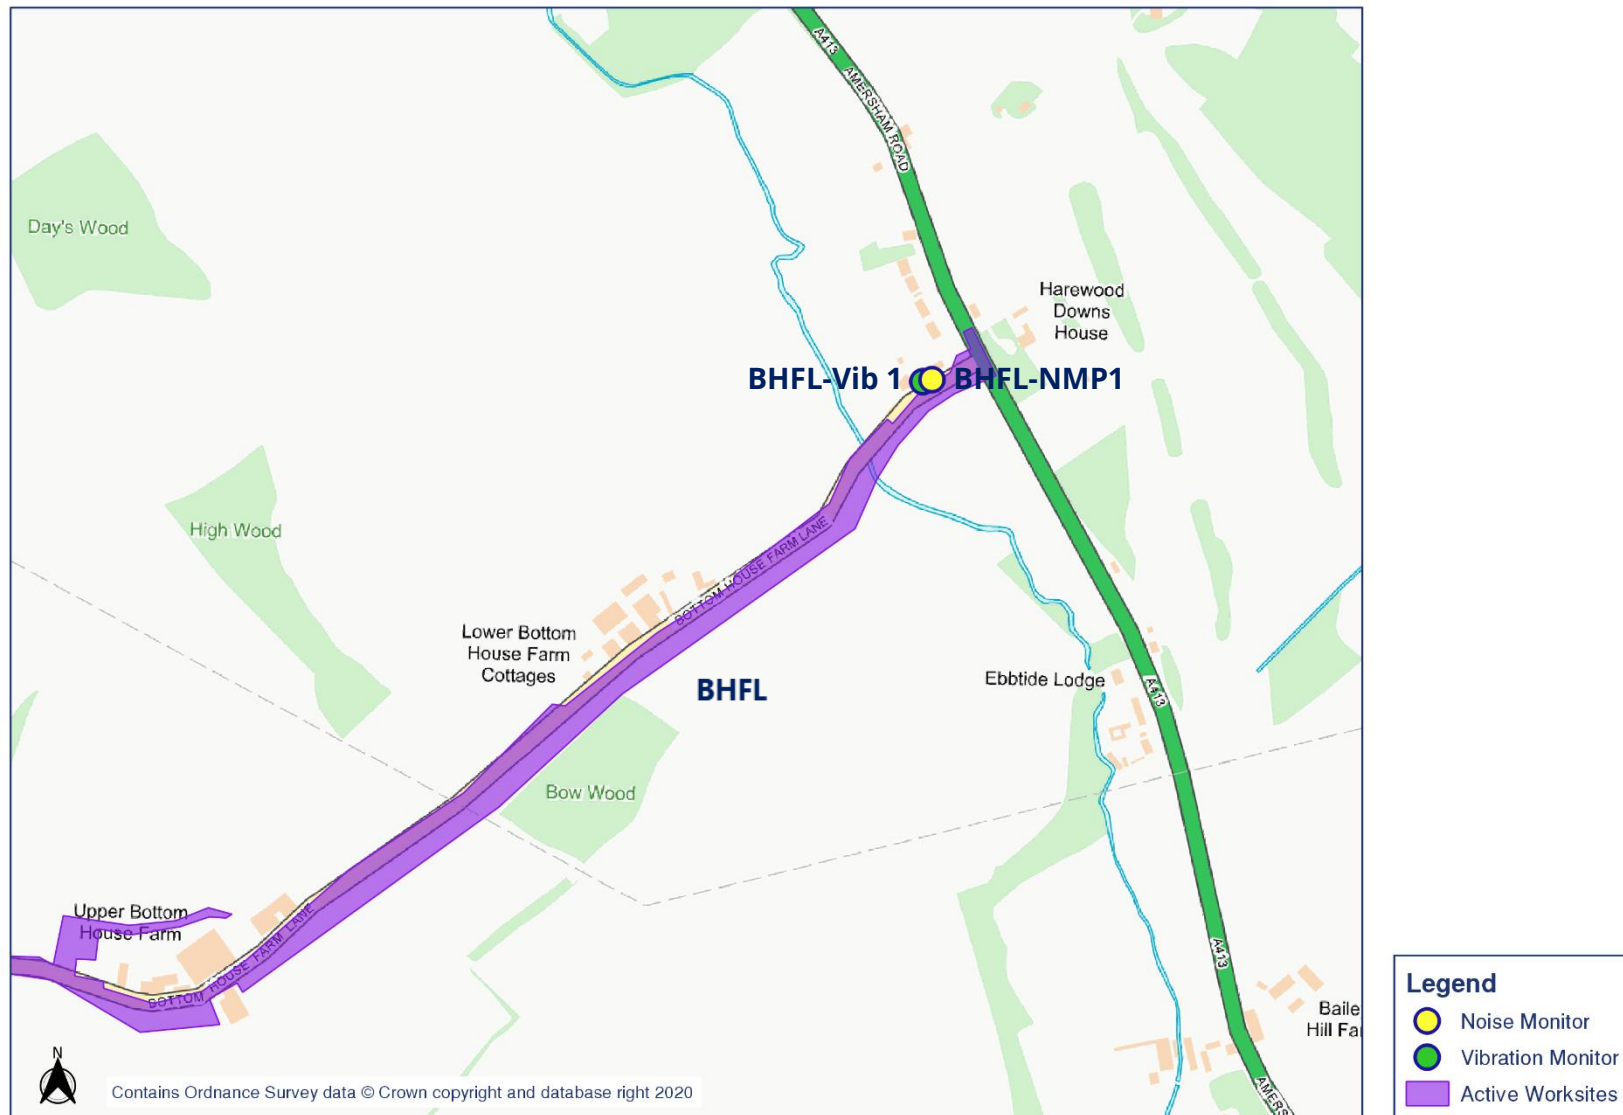 A413
AMERSHAM ROAD
Day's Wood
Harewood
Downs
House
BHFL-Vib 1
BHFL-NMP1
High Wood
BOTTOM HOUSE FARM LANE
Lower Bottom
House Farm
Cottages
BHFL
Ebbtide Lodge
A413
Bow Wood
Upper Bottom
House Farm
BOTTOM HOUSE FARM LANE
A413
Baile
Hill Fa
AMERS
N
Contains Ordnance Survey data © Crown copyright and database right 2020
Legend
Noise Monitor
Vibration Monitor
Active Worksites